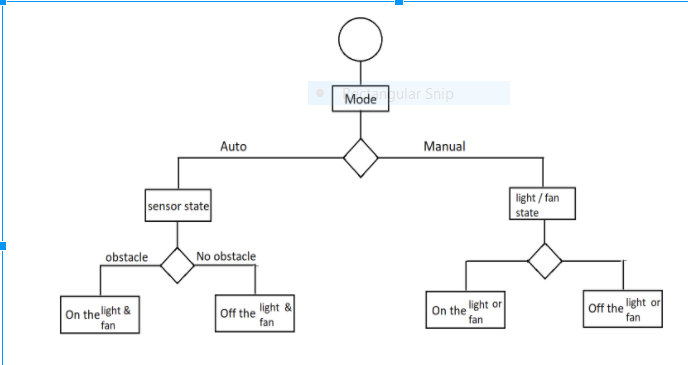 Rectangular Snip
Mode
Auto
Manual
sensor state
light / fan
state
obstacle
No obstacle
On the light &
fan
Off the light &
fan
On the light or
fan
Off the light or
fan